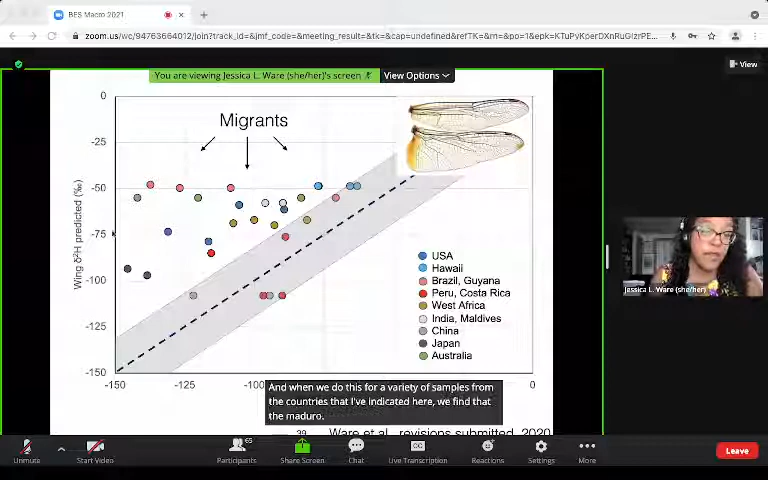 BES Macro 2021
zoom.us/wc/94763664012/join?track_id=&jmf_code=&meeting_result=&tk=&cap=undefined&refTK=&rn=&po=1&epk=KTuPyKperDXnRuGIzrPE...
You are viewing Jessica L. Ware (she/her)'s screen
View Options
View
0
-25
-50
-75
-100
-125
-150
Wing δ²H predicted (‰)
Migrants
USA
Hawaii
Brazil, Guyana
Peru, Costa Rica
West Africa
India, Maldives
China
Japan
Australia
-150
-125
-100
0
And when we do this for a variety of samples from
the countries that I've indicated here, we find that
the maduro.
39
Ware et al., revisions submitted, 2020
Jessica L. Ware (she/her)
Unmute
Start Video
65
Participants
Share Screen
Chat
CC
Live Transcription
Reactions
Settings
More
Leave